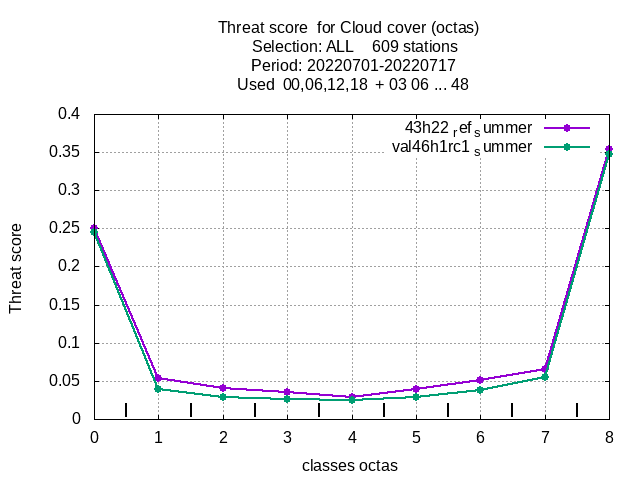 Threat score  for Cloud cover (octas)
Selection: ALL    609 stations
Period: 20220701-20220717
Used  00,06,12,18  + 03 06 ... 48
0.4
0.35
0.3
0.25
0.2
0.15
0.1
0.05
0
Threat score
43h22 ref summer
val46h1rc1 summer
0 1 2 3 4 5 6 7 8
classes octas